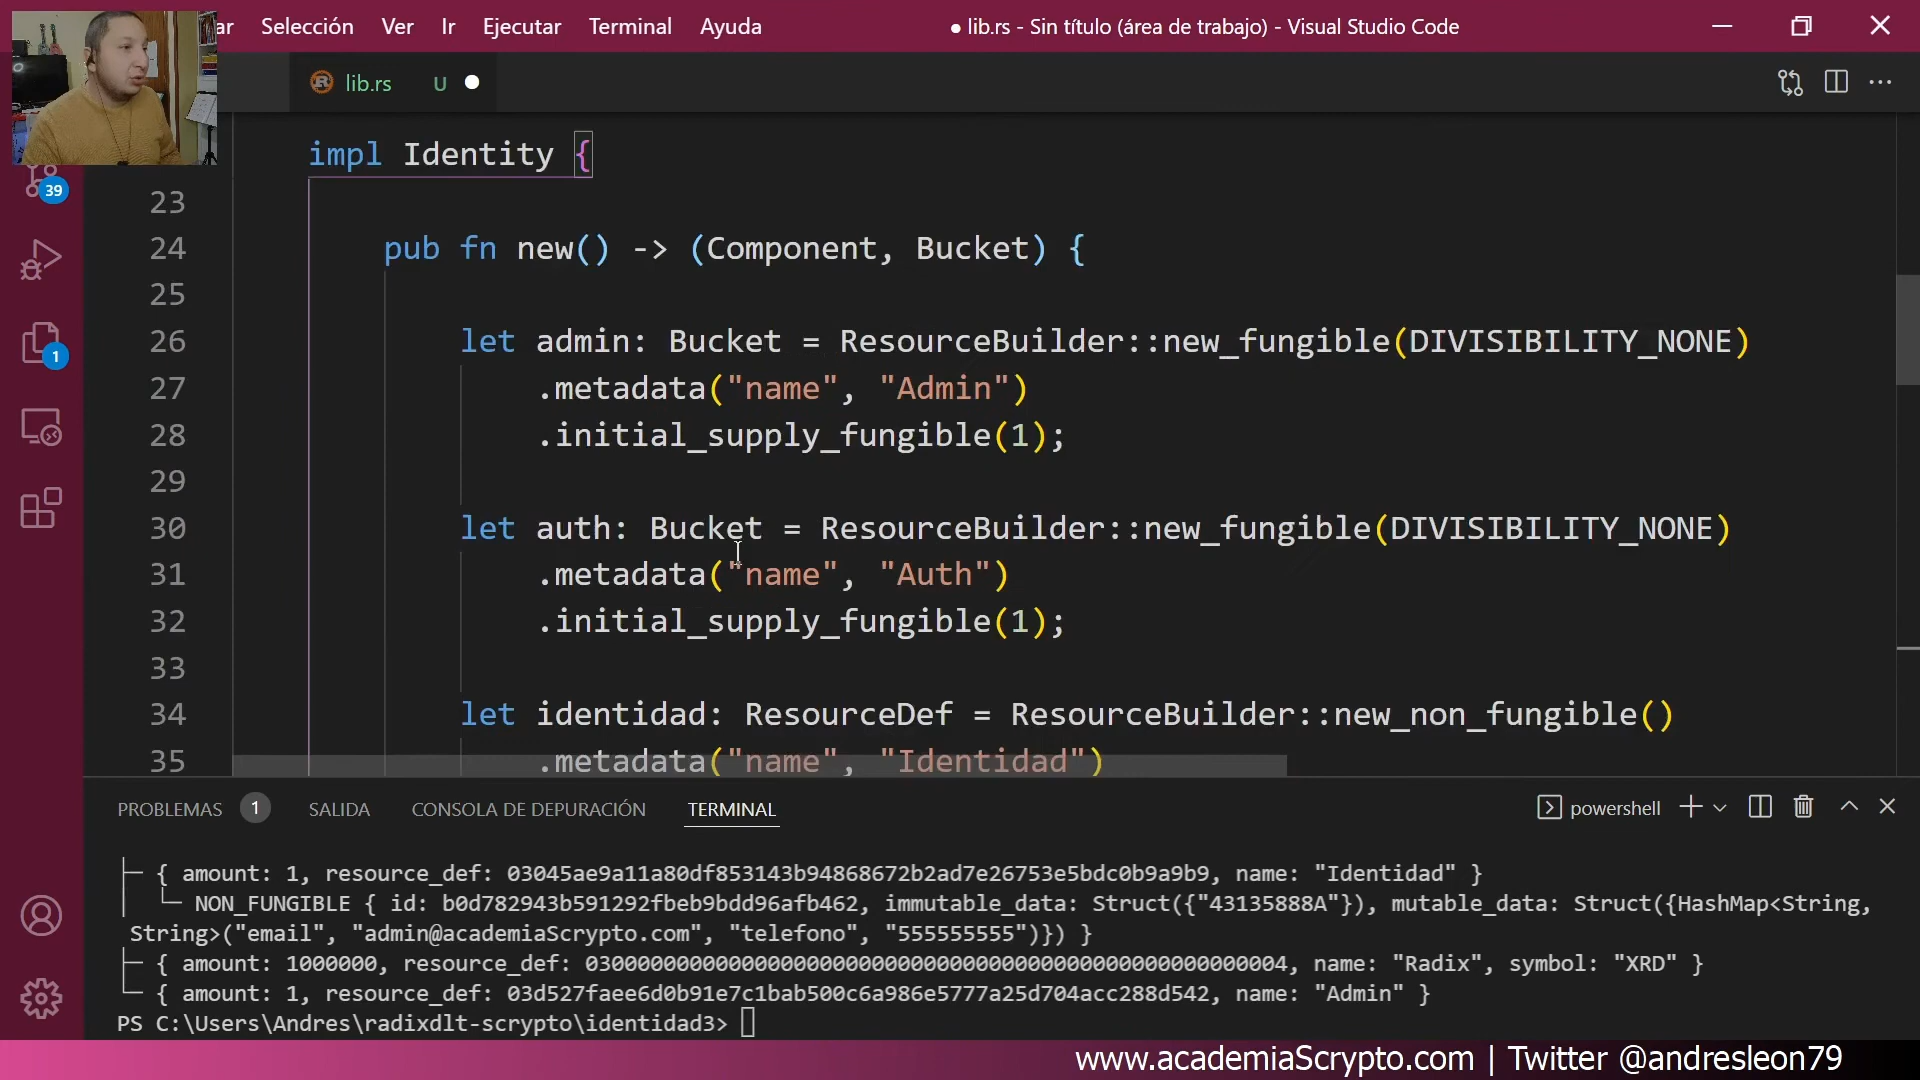 ar Selección Ver Ir Ejecutar Terminal Ayuda
● lib.rs - Sin título (área de trabajo) - Visual Studio Code
lib.rs U
impl Identity {
23
24 pub fn new() -> (Component, Bucket) {
25
26 let admin: Bucket = ResourceBuilder::new_fungible(DIVISIBILITY_NONE)
27 .metadata("name", "Admin")
28 .initial_supply_fungible(1);
29
30 let auth: Bucket = ResourceBuilder::new_fungible(DIVISIBILITY_NONE)
31 .metadata("name", "Auth")
32 .initial_supply_fungible(1);
33
34 let identidad: ResourceDef = ResourceBuilder::new_non_fungible()
35 .metadata("name", "Identidad")
39
1
PROBLEMAS 1 SALIDA CONSOLA DE DEPURACIÓN TERMINAL
powershell
├─ { amount: 1, resource_def: 03045ae9a11a80df853143b94868672b2ad7e26753e5bdc0b9a9b9, name: "Identidad" }
│ └─ NON_FUNGIBLE { id: b0d782943b591292fbeb9bdd96afb462, immutable_data: Struct({"43135888A"}), mutable_data: Struct({HashMap<String,
String>("email", "admin@academiaScrypto.com", "telefono", "555555555")}) }
├─ { amount: 1000000, resource_def: 030000000000000000000000000000000000000000000000000004, name: "Radix", symbol: "XRD" }
└─ { amount: 1, resource_def: 03d527faee6d0b91e7c1bab500c6a986e5777a25d704acc288d542, name: "Admin" }
PS C:\Users\Andres\radixdlt-scrypto\identidad3>
www.academiaScrypto.com | Twitter @andresleon79